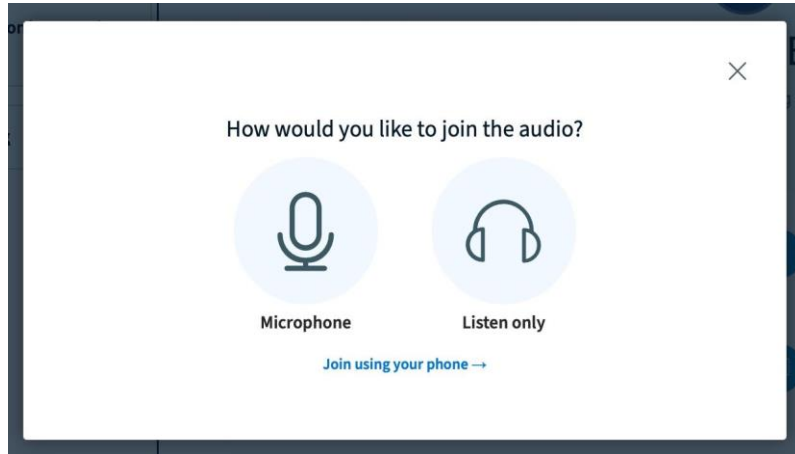 How would you like to join the audio?
Microphone
Listen only
Join using your phone →